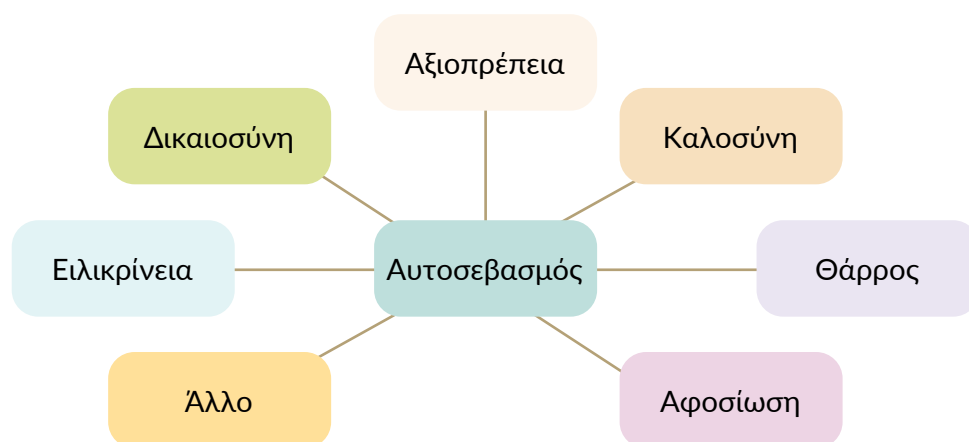 Αξιοπρέπεια
Δικαιοσύνη
Καλοσύνη
Ειλικρίνεια
Αυτοσεβασμός
Θάρρος
Άλλο
Αφοσίωση